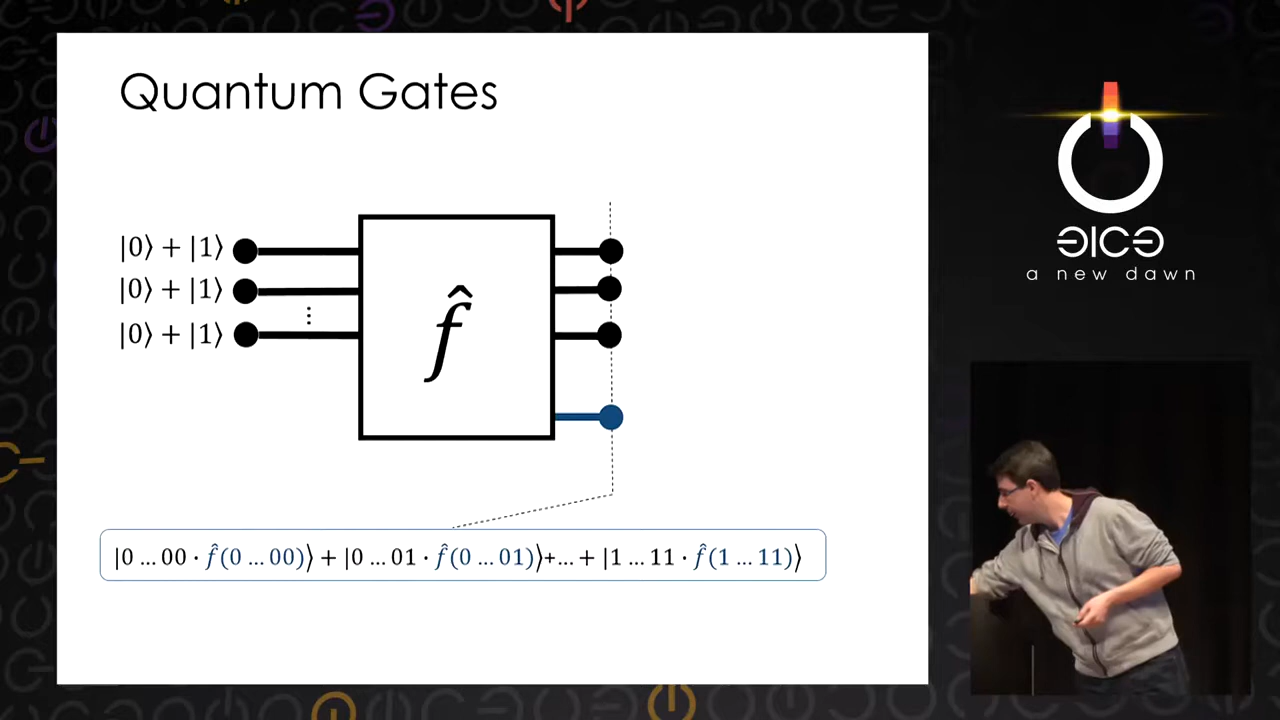 Quantum Gates
|0⟩ + |1⟩
|0⟩ + |1⟩
⋮
|0⟩ + |1⟩
f̂
|0 … 00 · f̂(0 … 00)⟩ + |0 … 01 · f̂(0 … 01)⟩+… + |1 … 11 · f̂(1 … 11)⟩
31C3
a new dawn